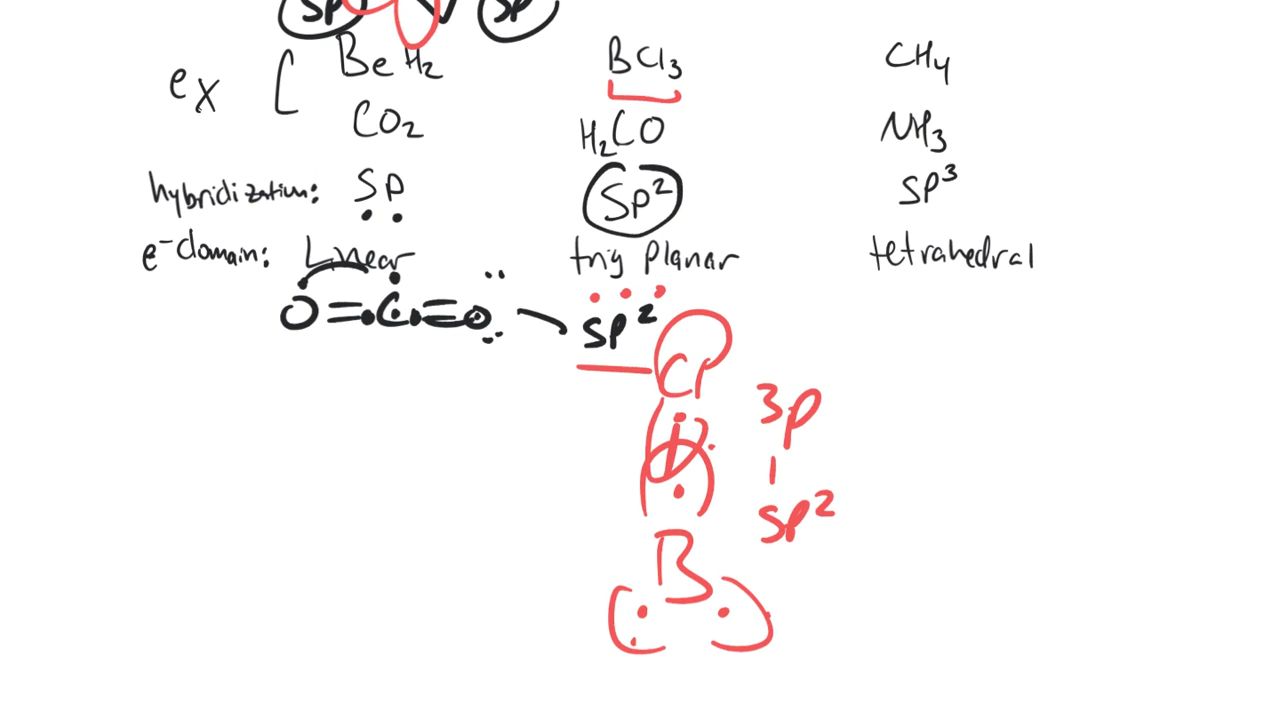 sp sp
ex [ BeH₂ BCl₃ CH₄
CO₂ H₂CO NH₃
hybridization: sp sp² sp³
e⁻domain: Linear trig planar tetrahedral
O=C=O sp²
Cl
3p
sp²
B